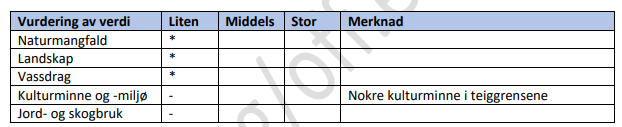 Vurdering av verdi Liten Middels Stor Merknad
Naturmangfald *
Landskap *
Vassdrag *
Kulturminne og -miljø - Nokre kulturminne i teiggrensene
Jord- og skogbruk -